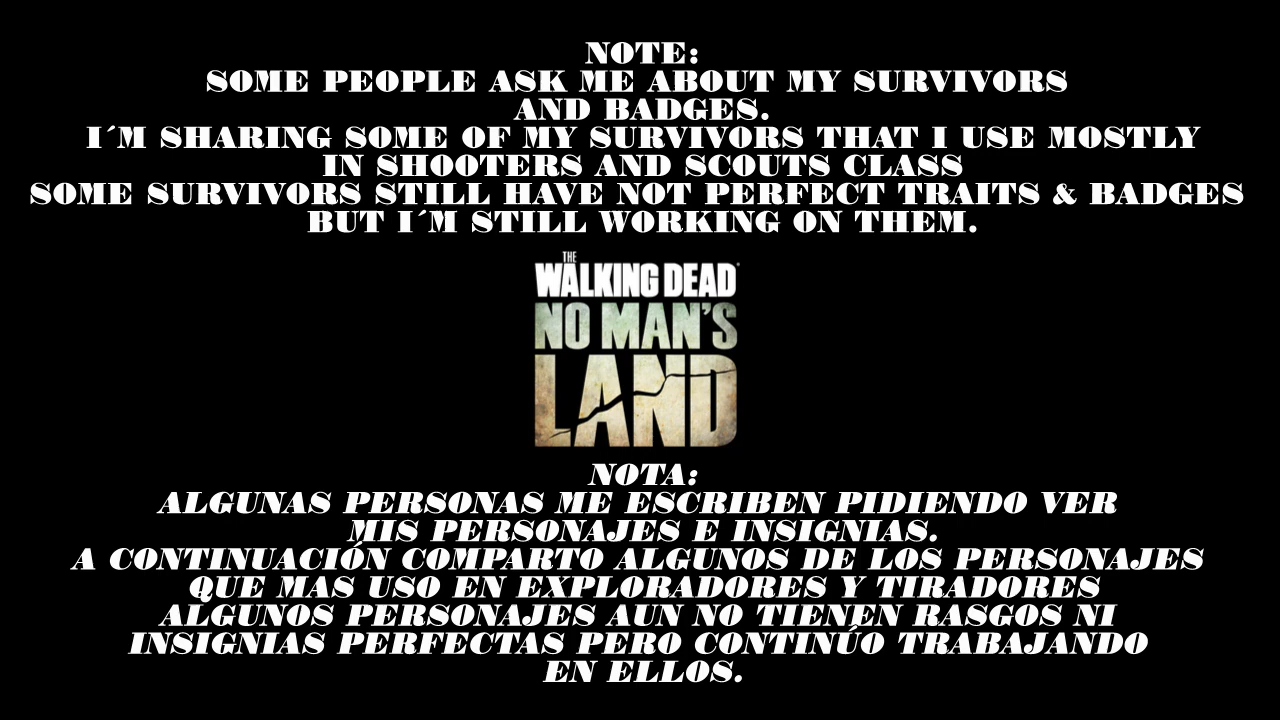 NOTE:
SOME PEOPLE ASK ME ABOUT MY SURVIVORS
AND BADGES.
I´M SHARING SOME OF MY SURVIVORS THAT I USE MOSTLY
IN SHOOTERS AND SCOUTS CLASS
SOME SURVIVORS STILL HAVE NOT PERFECT TRAITS & BADGES
BUT I´M STILL WORKING ON THEM.
THE
WALKING DEAD
NO MAN'S
LAND
NOTA:
ALGUNAS PERSONAS ME ESCRIBEN PIDIENDO VER
MIS PERSONAJES E INSIGNIAS.
A CONTINUACIÓN COMPARTO ALGUNOS DE LOS PERSONAJES
QUE MAS USO EN EXPLORADORES Y TIRADORES
ALGUNOS PERSONAJES AUN NO TIENEN RASGOS NI
INSIGNIAS PERFECTAS PERO CONTINÚO TRABAJANDO
EN ELLOS.